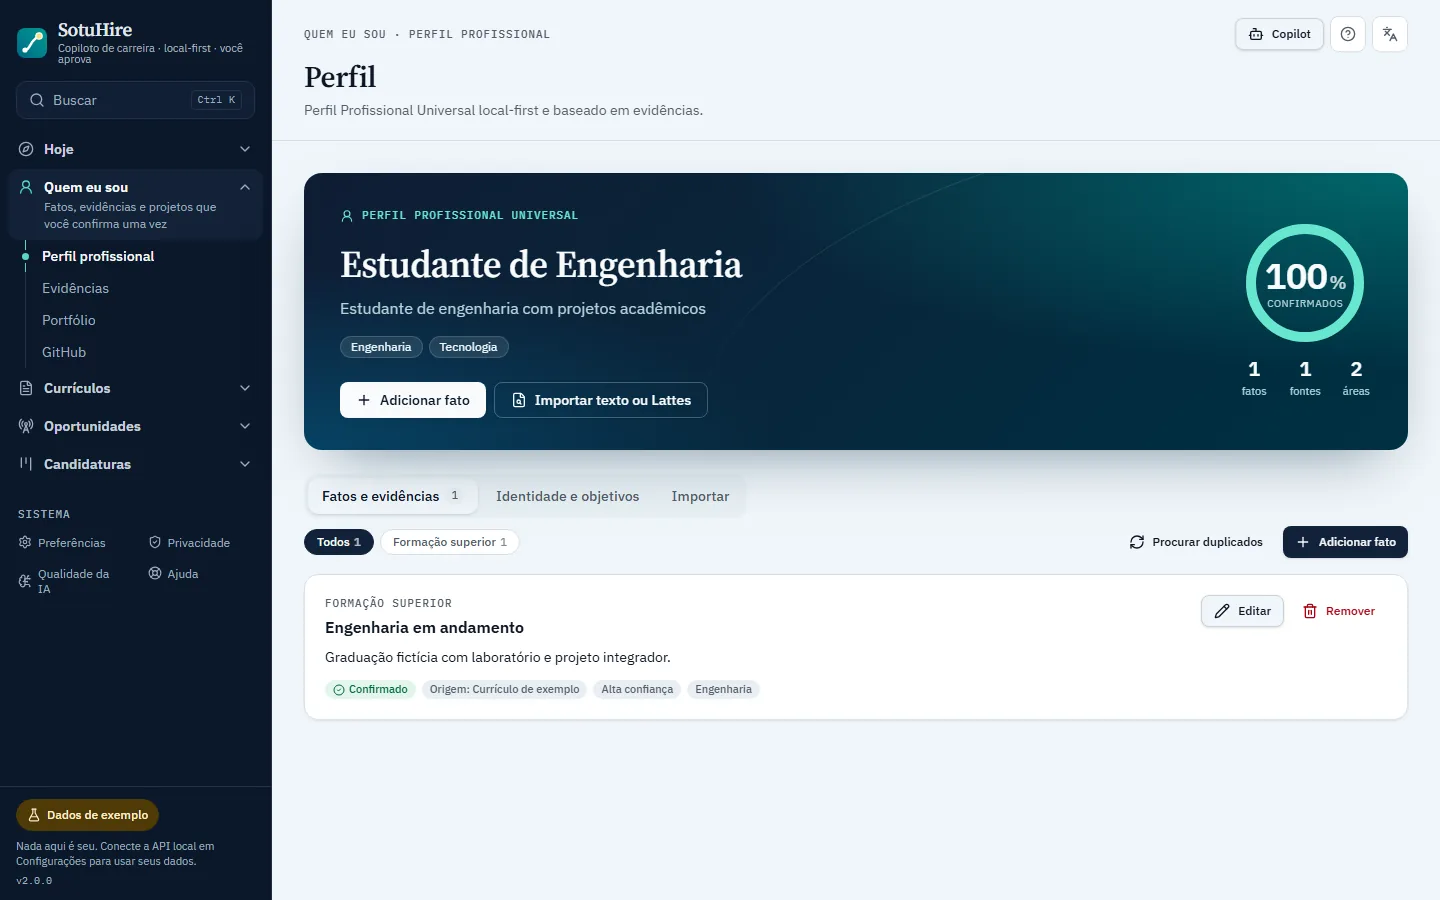 SotuHire
Copiloto de carreira · local-first · você
aprova
Buscar
Ctrl K
Hoje
Quem eu sou
Fatos, evidências e projetos que
você confirma uma vez
Perfil profissional
Evidências
Portfólio
GitHub
Currículos
Oportunidades
Candidaturas
SISTEMA
Preferências
Privacidade
Qualidade da
IA
Ajuda
Dados de exemplo
Nada aqui é seu. Conecte a API local em
Configurações para usar seus dados.
v2.0.0
QUEM EU SOU · PERFIL PROFISSIONAL
Copilot
Perfil
Perfil Profissional Universal local-first e baseado em evidências.
PERFIL PROFISSIONAL UNIVERSAL
Estudante de Engenharia
Estudante de engenharia com projetos acadêmicos
Engenharia
Tecnologia
Adicionar fato
Importar texto ou Lattes
100%
CONFIRMADOS
1
fatos
1
fontes
2
áreas
Fatos e evidências 1
Identidade e objetivos
Importar
Todos 1
Formação superior 1
Procurar duplicados
Adicionar fato
FORMAÇÃO SUPERIOR
Engenharia em andamento
Graduação fictícia com laboratório e projeto integrador.
Confirmado
Origem: Currículo de exemplo
Alta confiança
Engenharia
Editar
Remover